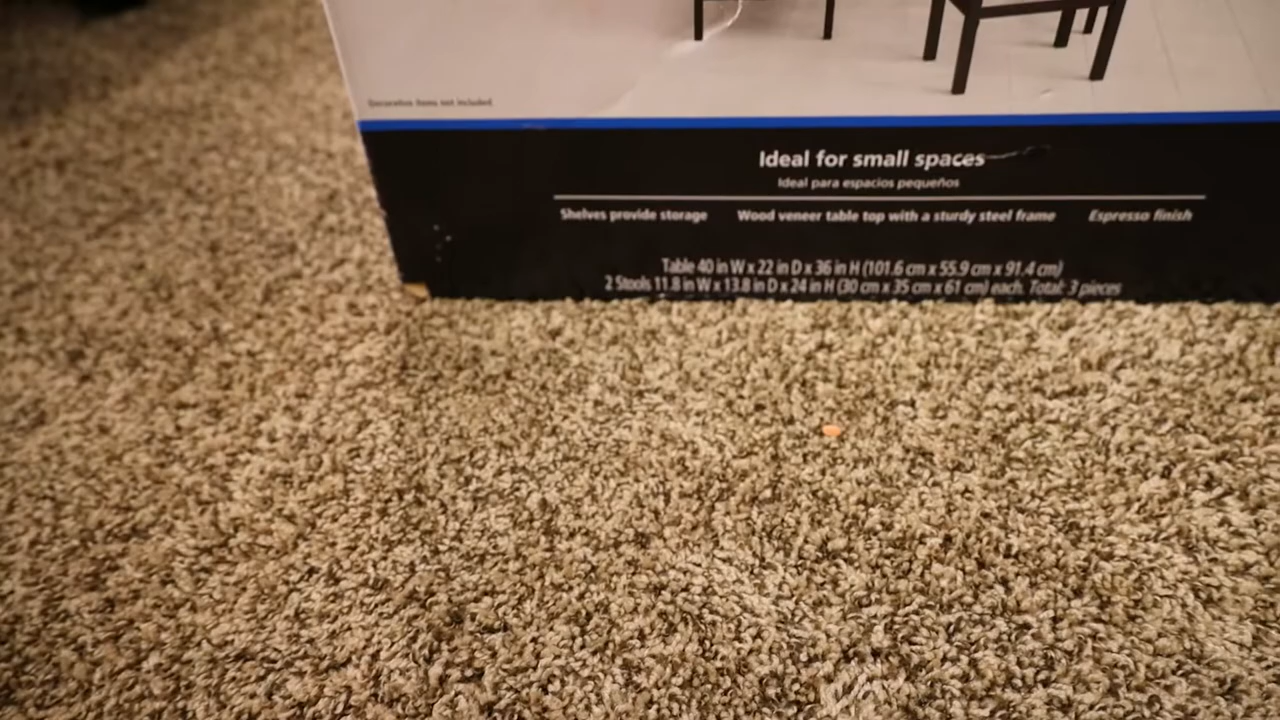 Decorative items not included
Ideal for small spaces
Ideal para espacios pequeños
Shelves provide storage Wood veneer table top with a sturdy steel frame Espresso finish
Table 40 in W x 22 in D x 36 in H (101.6 cm x 55.9 cm x 91.4 cm)
2 Stools 11.8 in W x 13.8 in D x 24 in H (30 cm x 35 cm x 61 cm) each. Total: 3 pieces